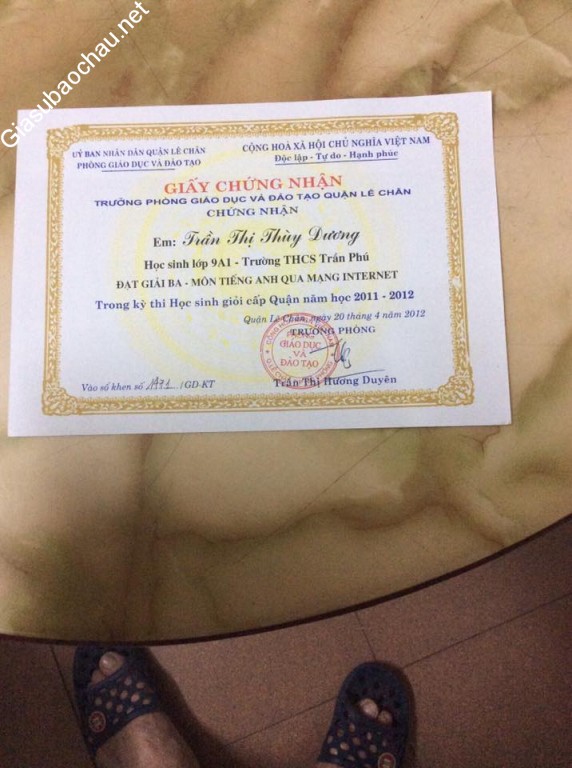 Giasubaochau.net
UỶ BAN NHÂN DÂN QUẬN LÊ CHÂN
PHÒNG GIÁO DỤC VÀ ĐÀO TẠO
CỘNG HOÀ XÃ HỘI CHỦ NGHĨA VIỆT NAM
Độc lập - Tự do - Hạnh phúc
GIẤY CHỨNG NHẬN
TRƯỞNG PHÒNG GIÁO DỤC VÀ ĐÀO TẠO QUẬN LÊ CHÂN
CHỨNG NHẬN
Em: Trần Thị Thùy Dương
Học sinh lớp 9A1 - Trường THCS Trần Phú
ĐẠT GIẢI BA - MÔN TIẾNG ANH QUA MẠNG INTERNET
Trong kỳ thi Học sinh giỏi cấp Quận năm học 2011 - 2012
Quận Lê Chân, ngày 20 tháng 4 năm 2012
TRƯỞNG PHÒNG
GIÁO DỤC
VÀ
ĐÀO TẠO
Trần Thị Hương Duyên
Vào sổ khen số /GD-KT